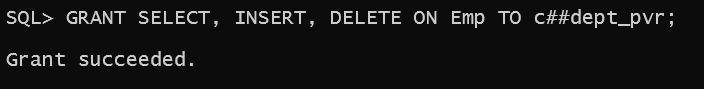 SQL> GRANT SELECT, INSERT, DELETE ON Emp TO c##dept_pvr;
Grant succeeded.